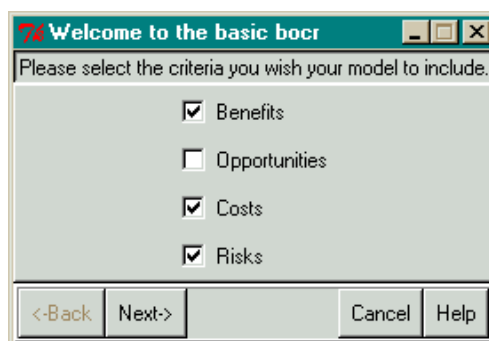 Welcome to the basic bocr
Please select the criteria you wish your model to include.
Benefits
Opportunities
Costs
Risks
<-Back Next-> Cancel Help